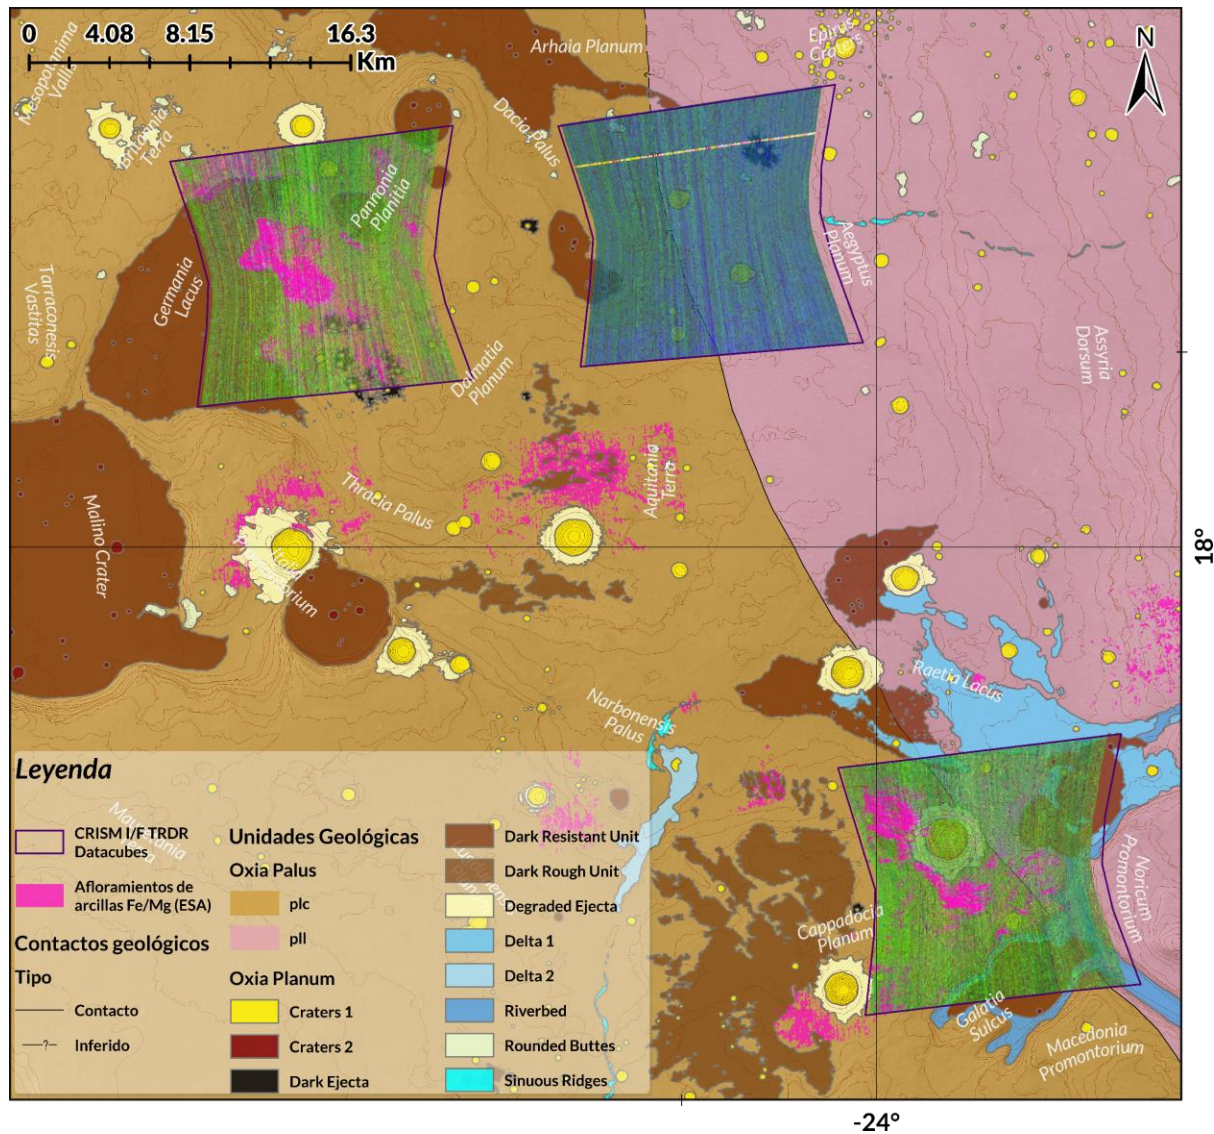 0 4.08 8.15 16.3
Km
N
Arhaia Planum
Epirus
Craters
Mesopotamia
Vallis
Britannia
Terra
Dacia Palus
Pannonia
Planitia
Germania
Lacus
Tarraconesis
Vastitas
Aegyptus
Planum
Assyria
Dorsum
Dalmatia
Planum
Thracia Palus
Aquitania
Terra
Malino Crater
18°
Raetia Lacus
Narbonensis
Palus
Cappadocia
Planum
Noricum
Promontorium
Galatia
Sulcus
Macedonia
Promontorium
-24°
Leyenda
CRISM I/F TRDR
Datacubes
Afloramientos de
arcillas Fe/Mg (ESA)
Contactos geológicos
Tipo
Contacto
?
Inferido
Unidades Geológicas
Oxia Palus
plc
pll
Oxia Planum
Craters 1
Craters 2
Dark Ejecta
Dark Resistant Unit
Dark Rough Unit
Degraded Ejecta
Delta 1
Delta 2
Riverbed
Rounded Buttes
Sinuous Ridges